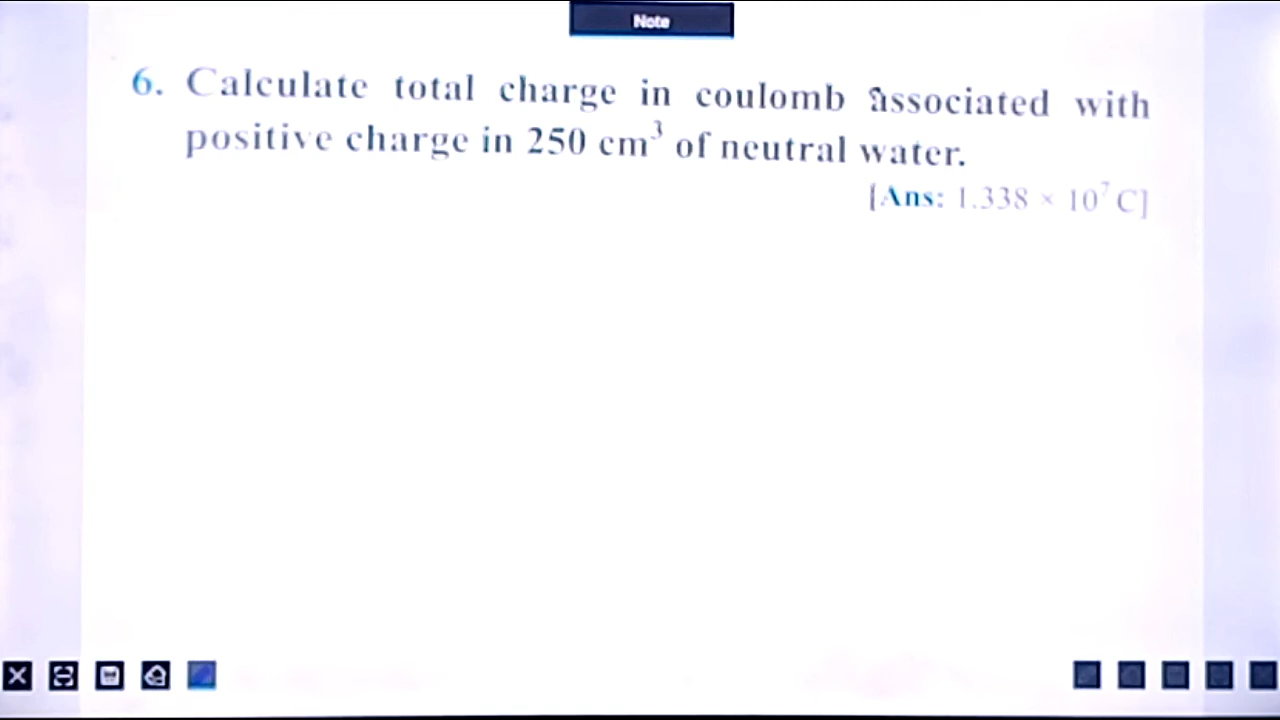 Note
6. Calculate total charge in coulomb associated with
positive charge in 250 cm³ of neutral water.
[Ans: 1.338 × 10⁷ C]